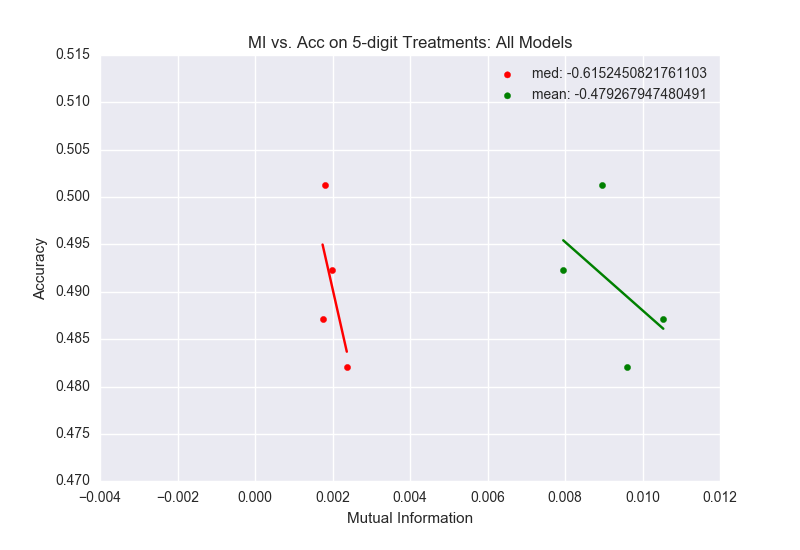 MI vs. Acc on 5-digit Treatments: All Models
med: -0.6152450821761103
mean: -0.479267947480491
Accuracy
0.515
0.510
0.505
0.500
0.495
0.490
0.485
0.480
0.475
0.470
−0.004 −0.002 0.000 0.002 0.004 0.006 0.008 0.010 0.012
Mutual Information